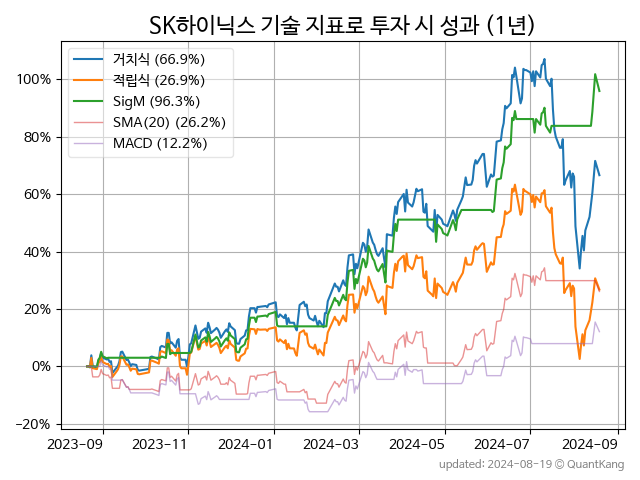 SK하이닉스 기술 지표로 투자 시 성과 (1년)
거치식 (66.9%)
적립식 (26.9%)
SigM (96.3%)
SMA(20) (26.2%)
MACD (12.2%)
100%
80%
60%
40%
20%
0%
−20%
2023-09 2023-11 2024-01 2024-03 2024-05 2024-07 2024-09
updated: 2024-08-19 © QuantKang